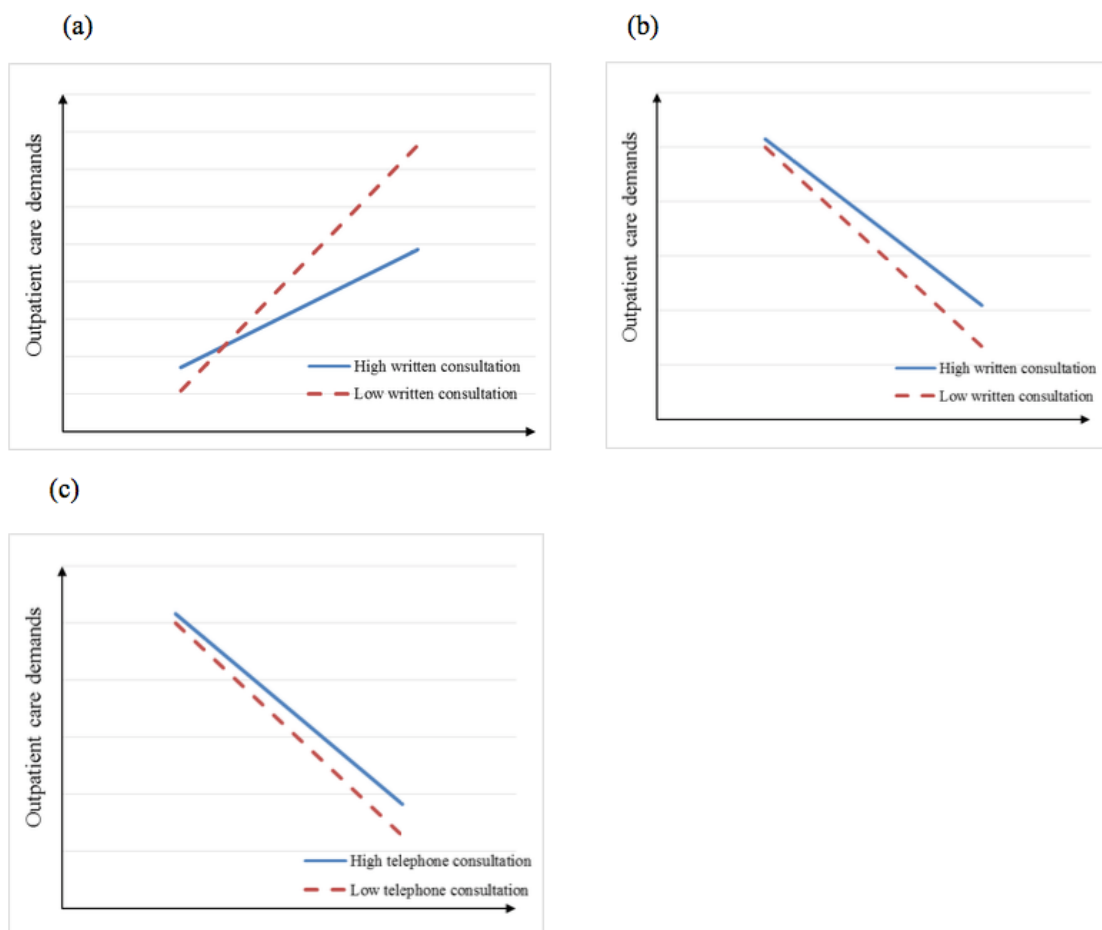 (a)
Outpatient care demands
High written consultation
Low written consultation
(b)
Outpatient care demands
High written consultation
Low written consultation
(c)
Outpatient care demands
High telephone consultation
Low telephone consultation